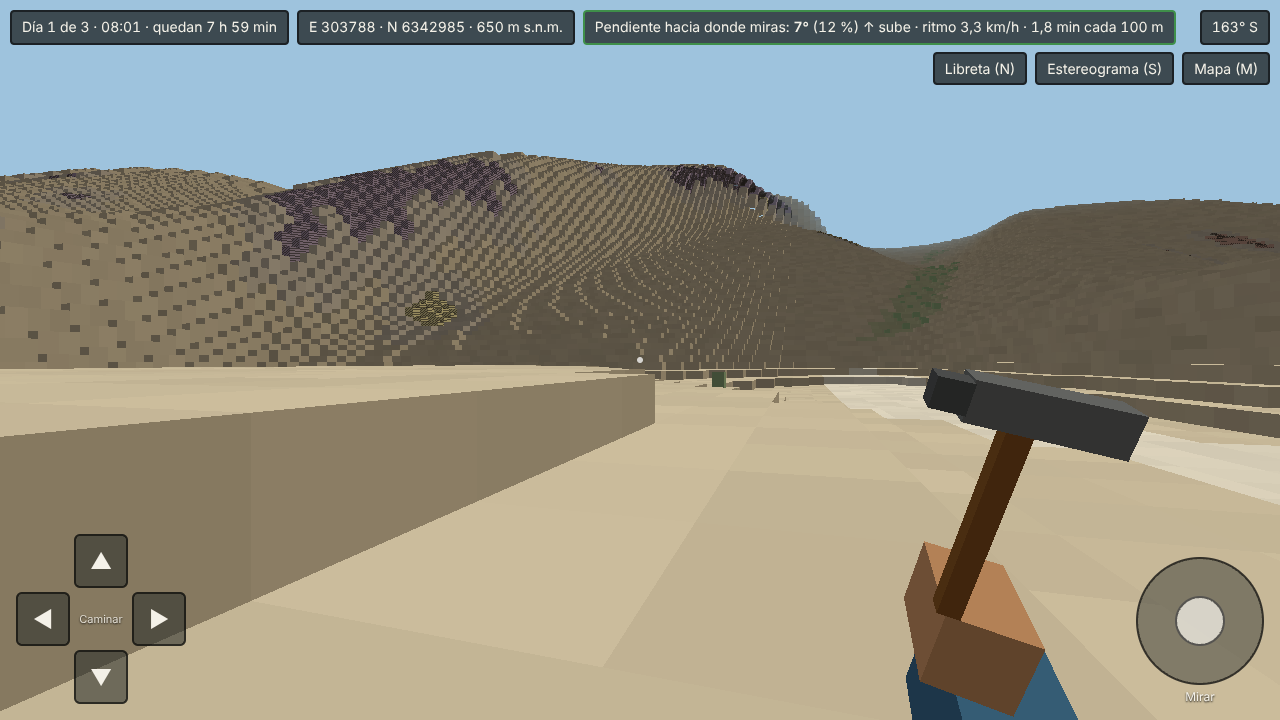 Día 1 de 3 · 08:01 · quedan 7 h 59 min
E 303788 · N 6342985 · 650 m s.n.m.
Pendiente hacia donde miras: 7° (12 %) ↑ sube · ritmo 3,3 km/h · 1,8 min cada 100 m
163° S
Libreta (N)
Estereograma (S)
Mapa (M)
Caminar
Mirar